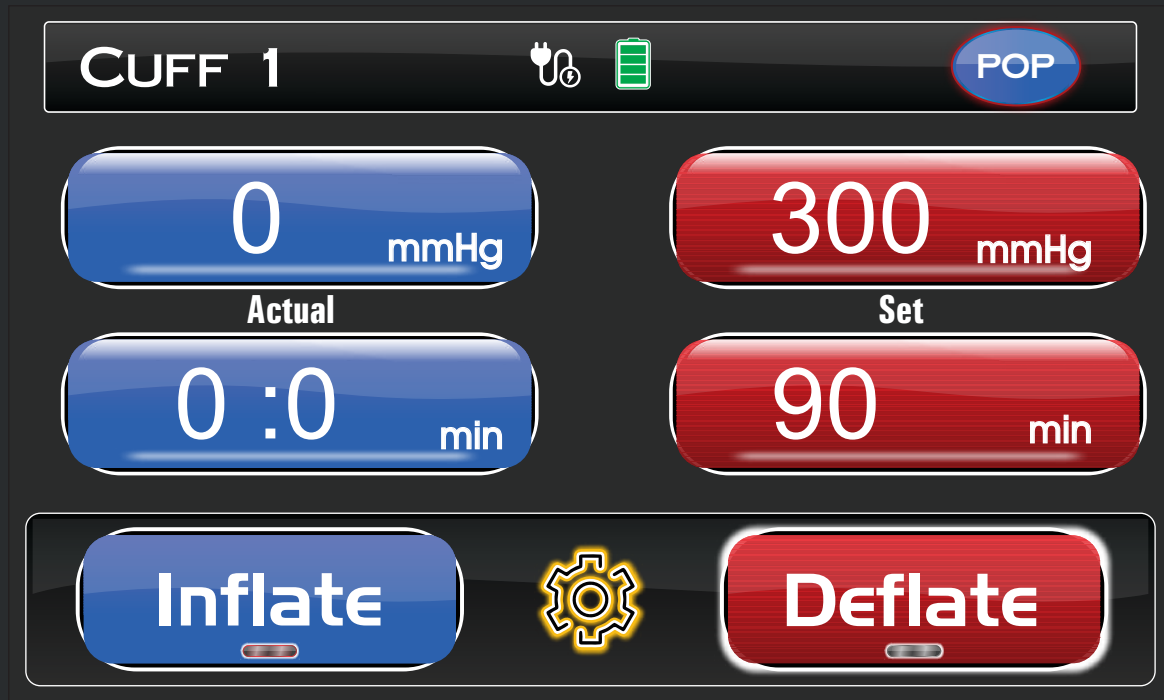 CUFF 1
POP
0 mmHg
300 mmHg
Actual
Set
0 :0 min
90 min
Inflate
Deflate